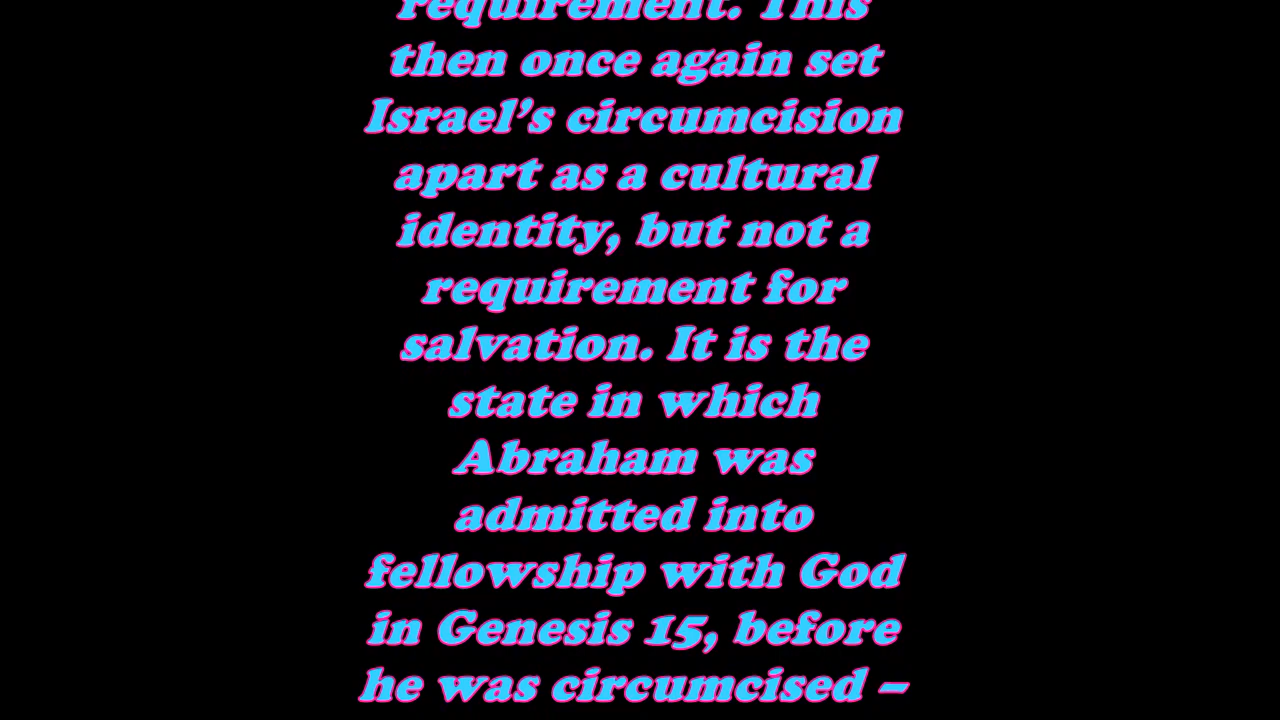 requirement. This
then once again set
Israel’s circumcision
apart as a cultural
identity, but not a
requirement for
salvation. It is the
state in which
Abraham was
admitted into
fellowship with God
in Genesis 15, before
he was circumcised –